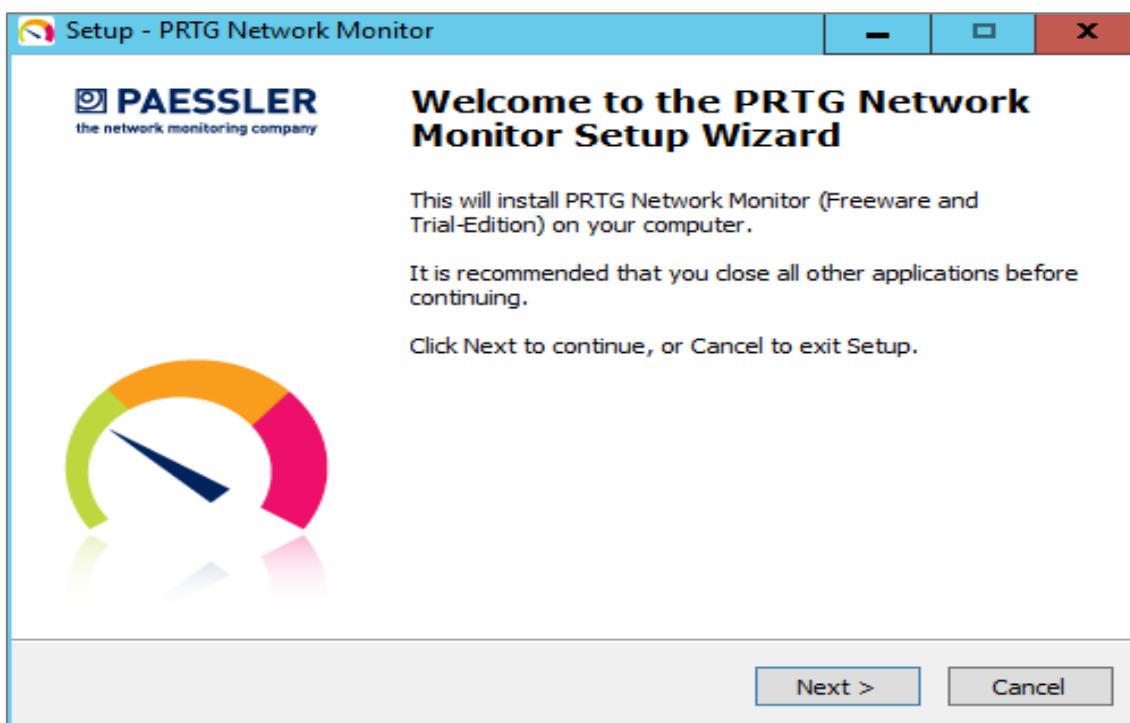 Setup - PRTG Network Monitor
PAESSLER
the network monitoring company
Welcome to the PRTG Network
Monitor Setup Wizard
This will install PRTG Network Monitor (Freeware and
Trial-Edition) on your computer.
It is recommended that you close all other applications before
continuing.
Click Next to continue, or Cancel to exit Setup.
Next >
Cancel